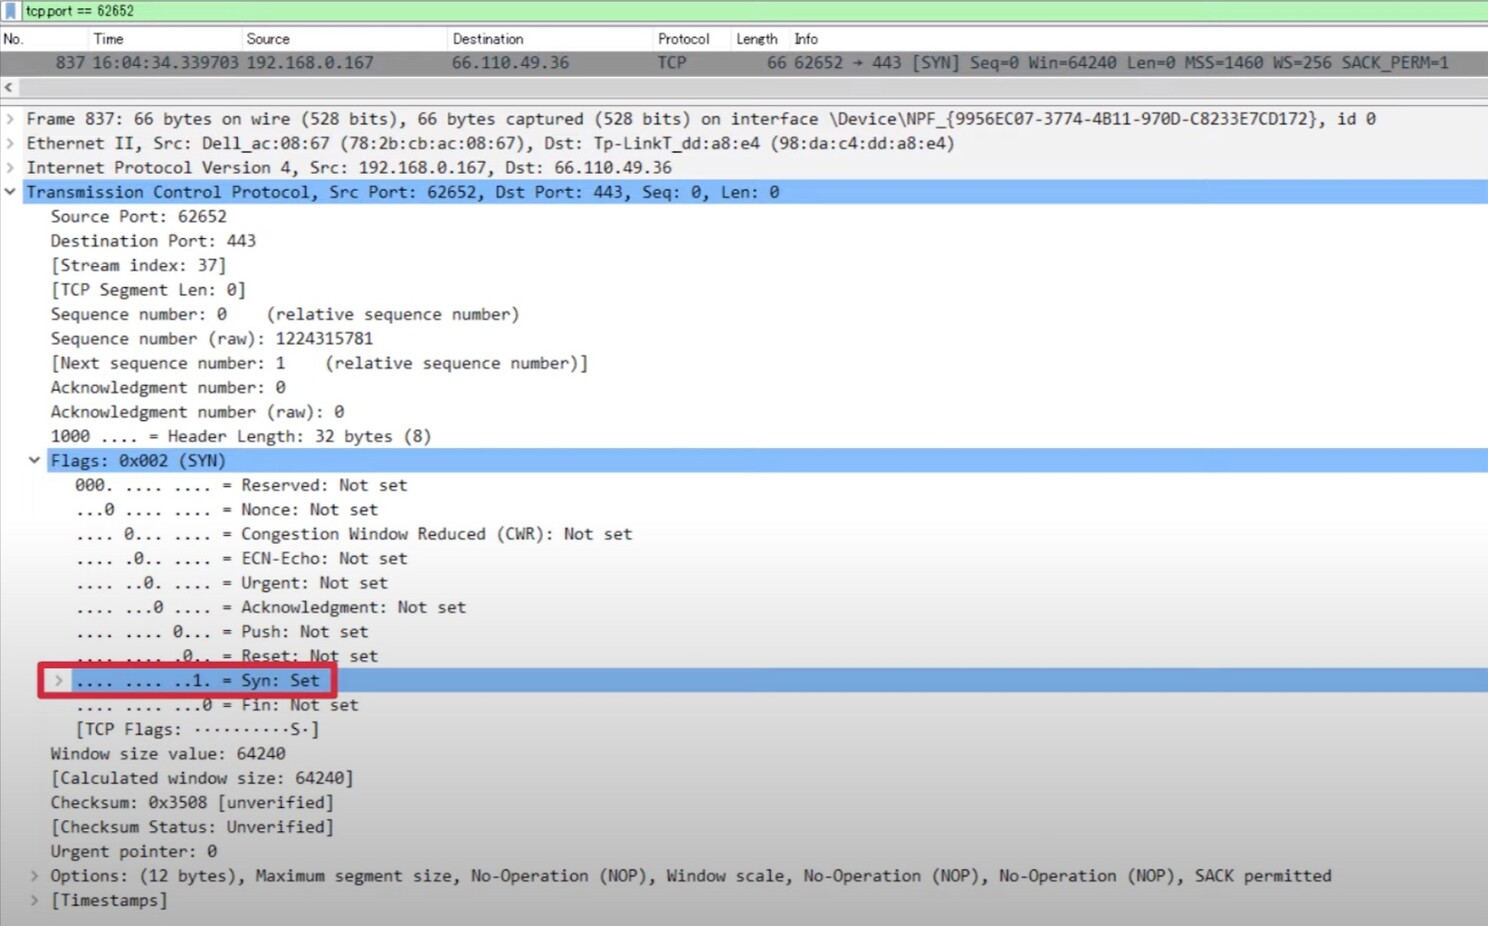 tcp.port == 62652
No. Time Source Destination Protocol Length Info
837 16:04:34.339703 192.168.0.167 66.110.49.36 TCP 66 62652 → 443 [SYN] Seq=0 Win=64240 Len=0 MSS=1460 WS=256 SACK_PERM=1
Frame 837: 66 bytes on wire (528 bits), 66 bytes captured (528 bits) on interface \Device\NPF_{9956EC07-3774-4B11-970D-C8233E7CD172}, id 0
Ethernet II, Src: Dell_ac:08:67 (78:2b:cb:ac:08:67), Dst: Tp-LinkT_dd:a8:e4 (98:da:c4:dd:a8:e4)
Internet Protocol Version 4, Src: 192.168.0.167, Dst: 66.110.49.36
Transmission Control Protocol, Src Port: 62652, Dst Port: 443, Seq: 0, Len: 0
Source Port: 62652
Destination Port: 443
[Stream index: 37]
[TCP Segment Len: 0]
Sequence number: 0    (relative sequence number)
Sequence number (raw): 1224315781
[Next sequence number: 1    (relative sequence number)]
Acknowledgment number: 0
Acknowledgment number (raw): 0
1000 .... = Header Length: 32 bytes (8)
Flags: 0x002 (SYN)
000. .... .... = Reserved: Not set
...0 .... .... = Nonce: Not set
.... 0... .... = Congestion Window Reduced (CWR): Not set
.... .0.. .... = ECN-Echo: Not set
.... ..0. .... = Urgent: Not set
.... ...0 .... = Acknowledgment: Not set
.... .... 0... = Push: Not set
.... .... .0.. = Reset: Not set
.... .... ..1. = Syn: Set
.... .... ...0 = Fin: Not set
[TCP Flags: ··········S·]
Window size value: 64240
[Calculated window size: 64240]
Checksum: 0x3508 [unverified]
[Checksum Status: Unverified]
Urgent pointer: 0
Options: (12 bytes), Maximum segment size, No-Operation (NOP), Window scale, No-Operation (NOP), No-Operation (NOP), SACK permitted
[Timestamps]